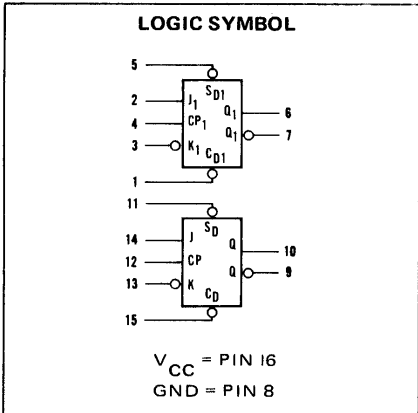 LOGIC SYMBOL
5
SD1
2 J1 Q1 6
4 CP1
3 K1 Q1 7
CD1
1
11
SD
14 J Q 10
12 CP
13 K Q 9
CD
15
VCC = PIN 16
GND = PIN 8